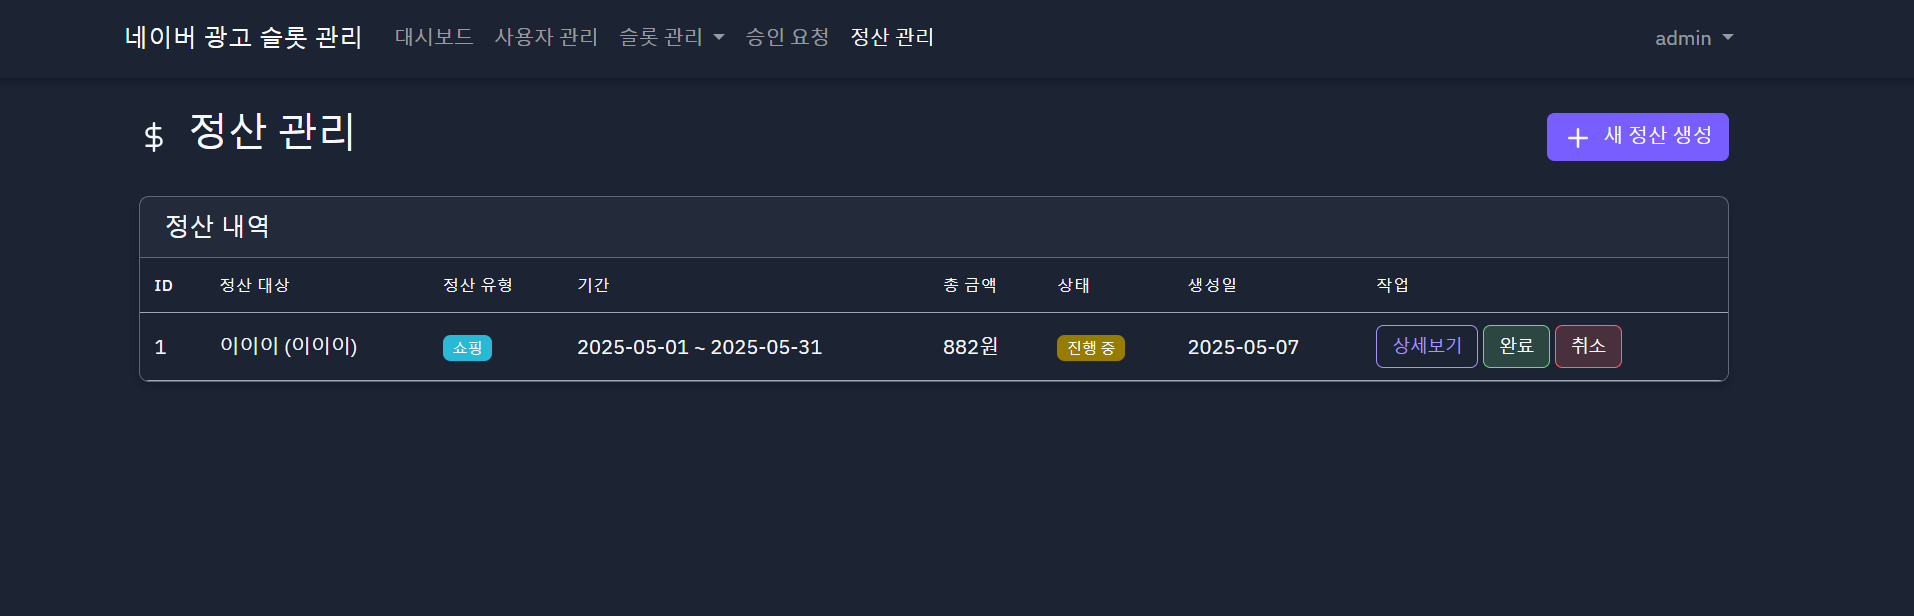 네이버 광고 슬롯 관리 대시보드 사용자 관리 슬롯 관리 승인 요청 정산 관리 admin
$ 정산 관리
+ 새 정산 생성
정산 내역
ID 정산 대상 정산 유형 기간 총 금액 상태 생성일 작업
1 이이이 (이이이) 쇼핑 2025-05-01 ~ 2025-05-31 882원 진행 중 2025-05-07 상세보기 완료 취소